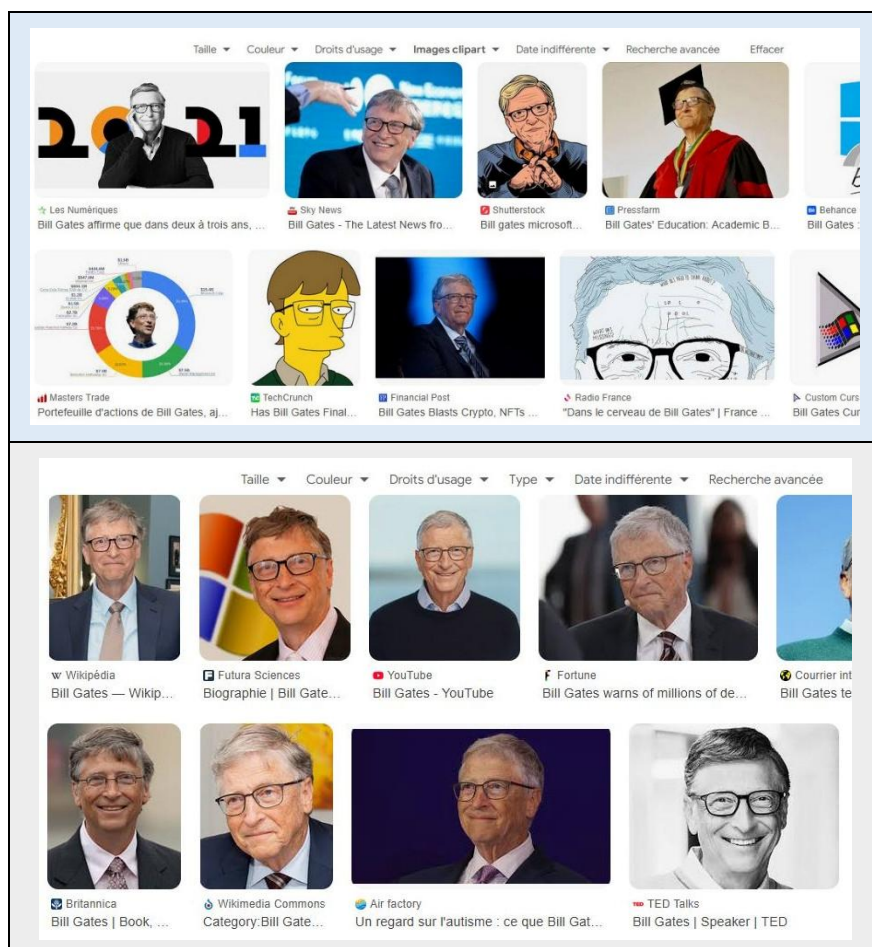 Taille Couleur Droits d'usage Images clipart Date indifférente Recherche avancée Effacer
2021
Les Numériques Sky News Shutterstock Pressfarm Behance
Bill Gates affirme que dans deux à trois ans, ... Bill Gates - The Latest News fro... Bill gates microsoft... Bill Gates' Education: Academic B... Bill Gates :
Masters Trade TechCrunch Financial Post Radio France Custom Curs
Portefeuille d'actions de Bill Gates, aj... Has Bill Gates Final... Bill Gates Blasts Crypto, NFTs ... "Dans le cerveau de Bill Gates" | France ... Bill Gates Cur
Taille Couleur Droits d'usage Type Date indifférente Recherche avancée
Wikipédia Futura Sciences YouTube Fortune Courrier int
Bill Gates — Wikip... Biographie | Bill Gate... Bill Gates - YouTube Bill Gates warns of millions of de... Bill Gates te
Britannica Wikimedia Commons Air factory TED Talks
Bill Gates | Book, ... Category:Bill Gate... Un regard sur l'autisme : ce que Bill Gat... Bill Gates | Speaker | TED